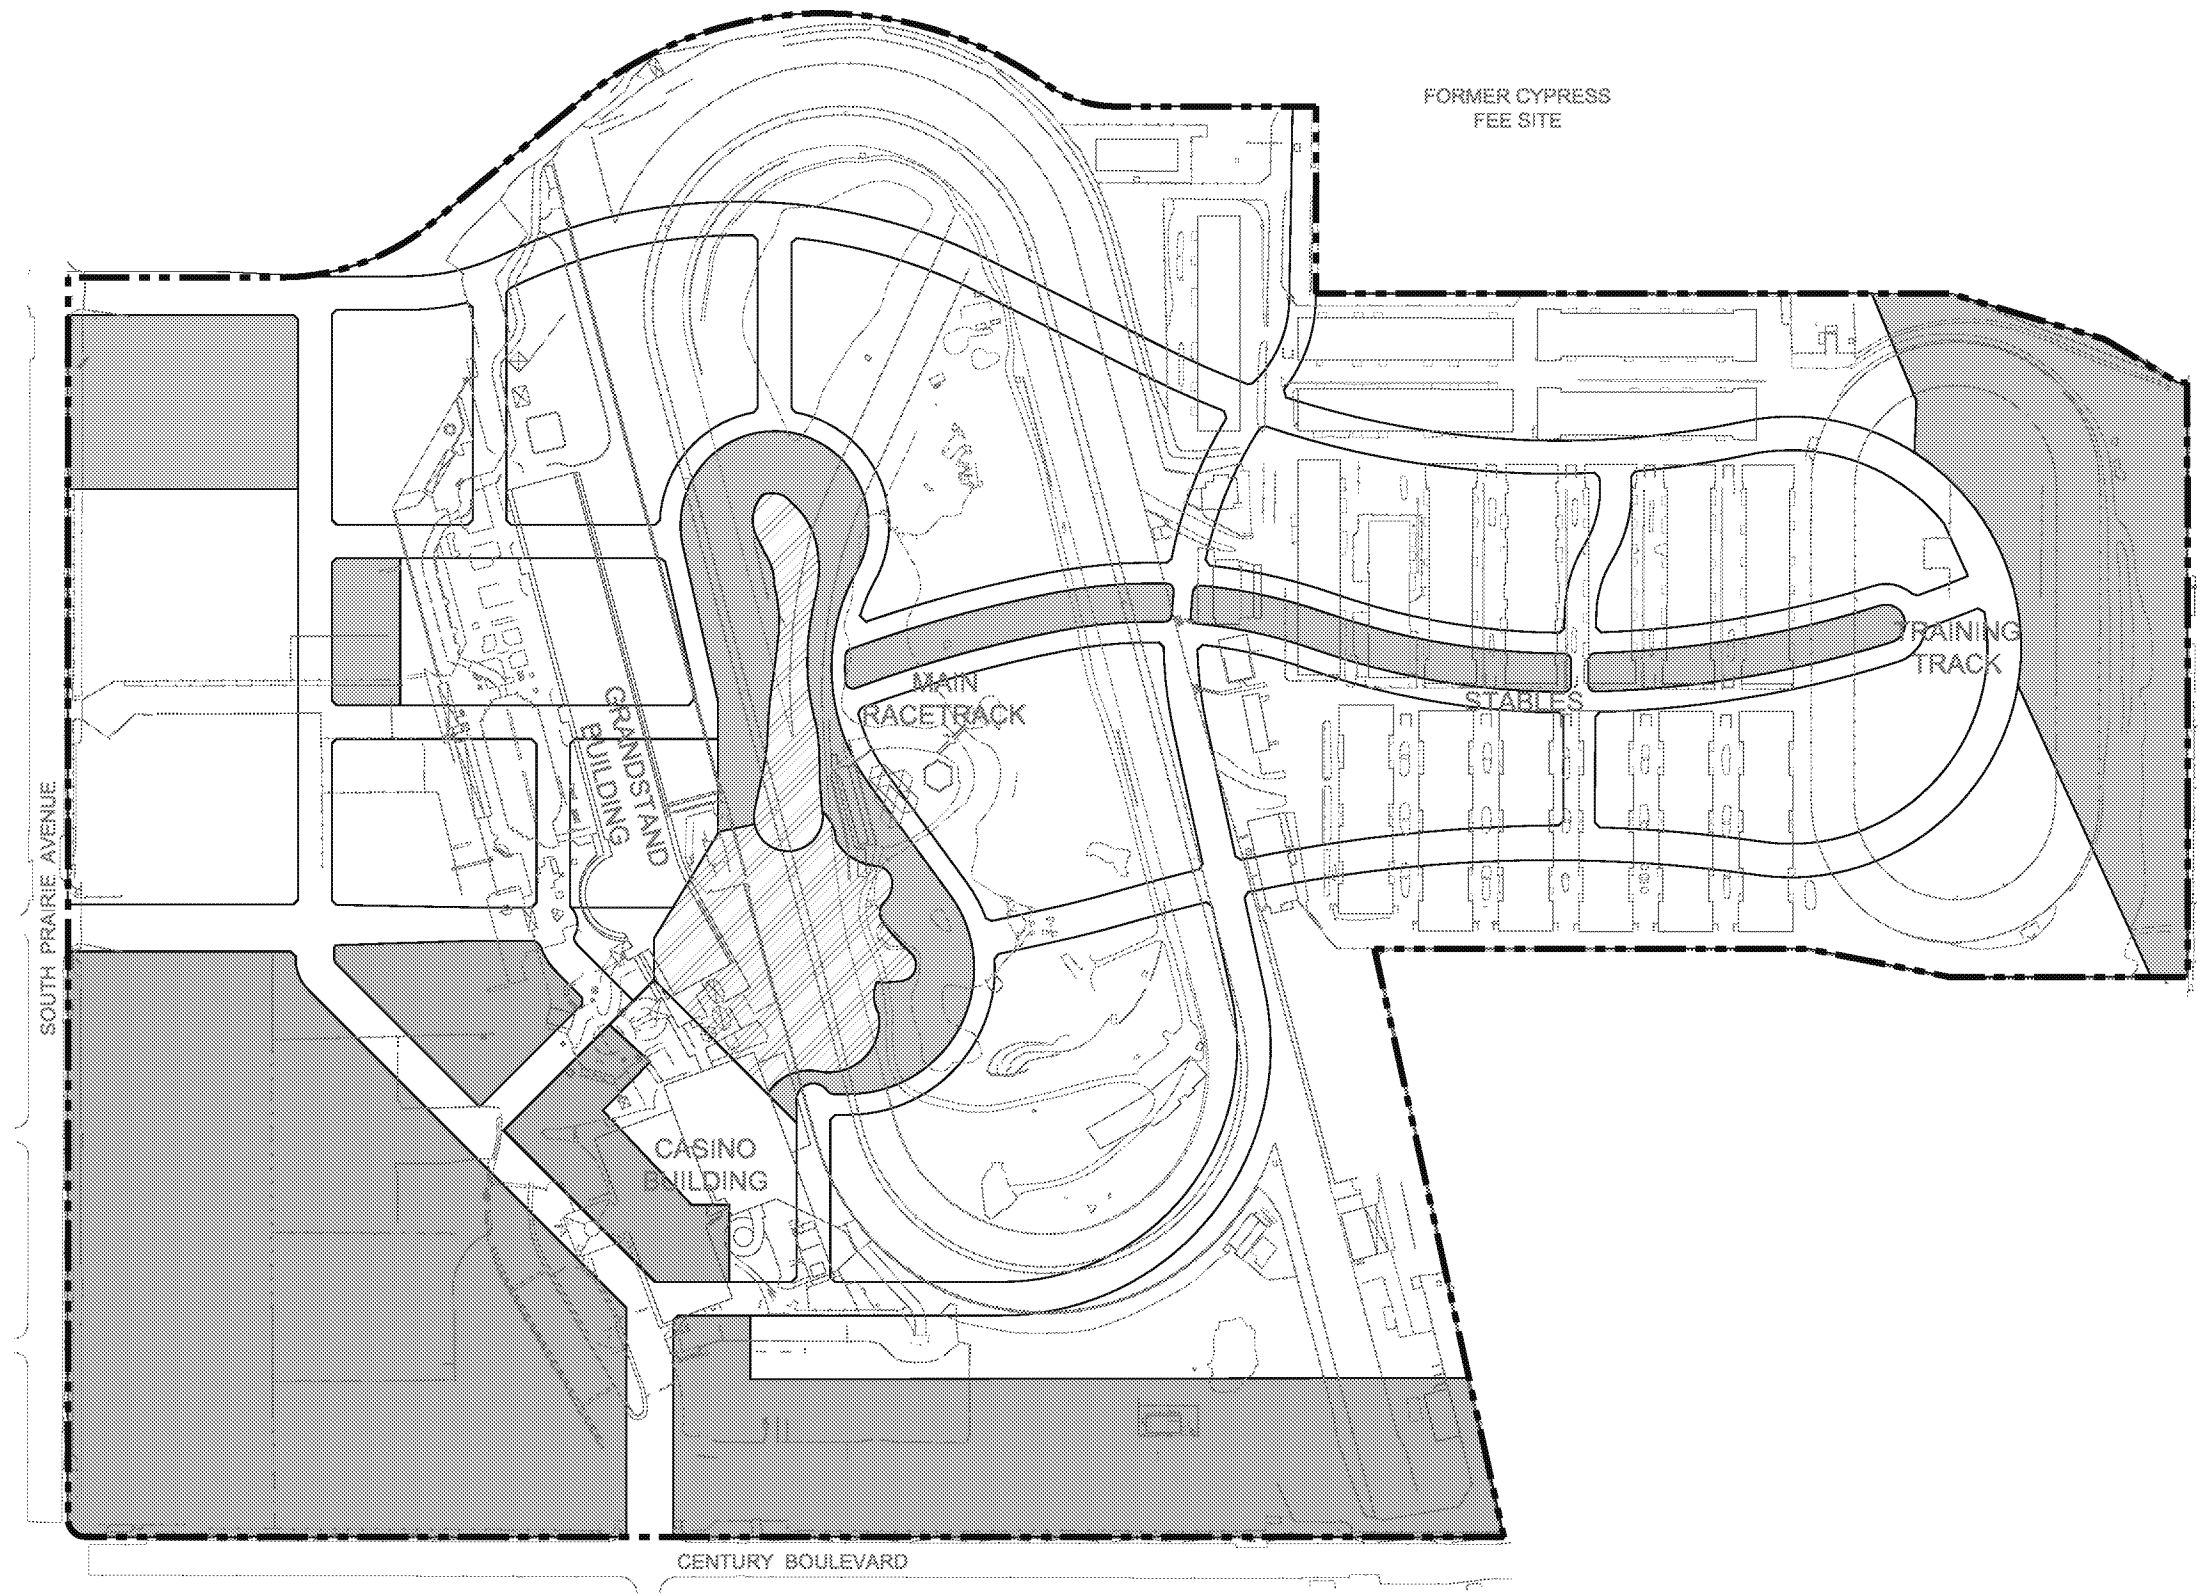 FORMER CYPRESS
FEE SITE
TRAINING
TRACK
MAIN
RACETRACK
STABLES
GRANDSTAND
BUILDING
SOUTH PRAIRIE AVENUE
CASINO
BUILDING
CENTURY BOULEVARD